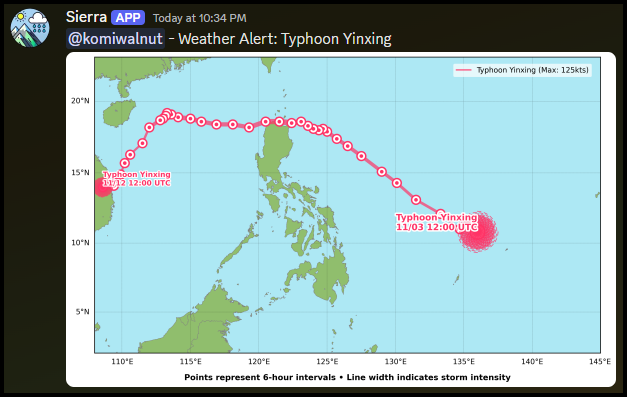 Sierra APP Today at 10:34 PM
@komiwalnut - Weather Alert: Typhoon Yinxing
Typhoon Yinxing (Max: 125kts)
20°N
15°N
10°N
5°N
Typhoon Yinxing
11/12 12:00 UTC
Typhoon Yinxing
11/03 12:00 UTC
110°E 115°E 120°E 125°E 130°E 135°E 140°E 145°E
Points represent 6-hour intervals • Line width indicates storm intensity